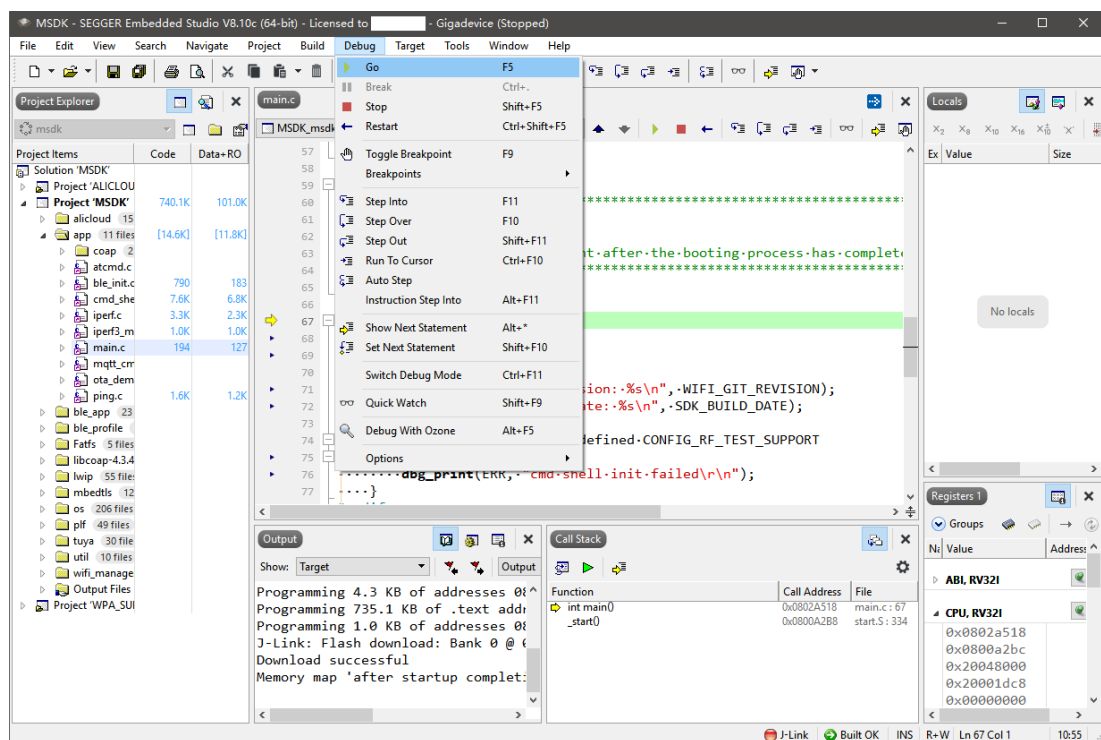 MSDK - SEGGER Embedded Studio V8.10c (64-bit) - Licensed to - Gigadevice (Stopped)
File Edit View Search Navigate Project Build Debug Target Tools Window Help
Go F5
Break Ctrl+.
Stop Shift+F5
Restart Ctrl+Shift+F5
Toggle Breakpoint F9
Breakpoints
Step Into F11
Step Over F10
Step Out Shift+F11
Run To Cursor Ctrl+F10
Auto Step
Instruction Step Into Alt+F11
Show Next Statement Alt+*
Set Next Statement Shift+F10
Switch Debug Mode Ctrl+F11
Quick Watch Shift+F9
Debug With Ozone Alt+F5
Options
Project Explorer
msdk
Project Items Code Data+RO
Solution 'MSDK'
Project 'ALICLOU
Project 'MSDK' 740.1K 101.0K
alicloud 15
app 11 files [14.6K] [11.8K]
coap 2
atcmd.c
ble_init.c 790 183
cmd_she 7.6K 6.8K
iperf.c 3.3K 2.3K
iperf3_m 1.0K 1.0K
main.c 194 127
mqtt_cm
ota_dem
ping.c 1.6K 1.2K
ble_app 23
ble_profile
Fatfs 5 files
libcoap-4.3.4
lwip 55 file
mbedtls 12
os 206 files
plf 49 files
tuya 30 file
util 10 files
wifi_manage
Output Files
Project 'WPA_SUI
main.c
MSDK_msdk
57
58
59
60 ****************************************
61
62
63 nt·after·the·booting·process·has·complete
64 ****************************************
65
66
67
68
69
70
71 sion:·%s\n",·WIFI_GIT_REVISION);
72 te:·%s\n",·SDK_BUILD_DATE);
73
74 efined·CONFIG_RF_TEST_SUPPORT
75
76 ········dbg_print(ERR,·"cmd·shell·init·failed\r\n");
77 ····}
Locals
X2 X8 X10 X16
Ex Value Size
No locals
Output
Show: Target Output
Programming 4.3 KB of addresses 08
Programming 735.1 KB of .text addr
Programming 1.0 KB of addresses 08
J-Link: Flash download: Bank 0 @
Download successful
Memory map 'after startup complet
Call Stack
Function Call Address File
int main() 0x0802A518 main.c : 67
_start() 0x0800A2B8 start.S : 334
Registers 1
Groups
Value Address
ABI, RV32I
CPU, RV32I
0x0802a518
0x0800a2bc
0x20048000
0x20001dc8
0x00000000
J-Link Built OK INS R+W Ln 67 Col 1 10:55